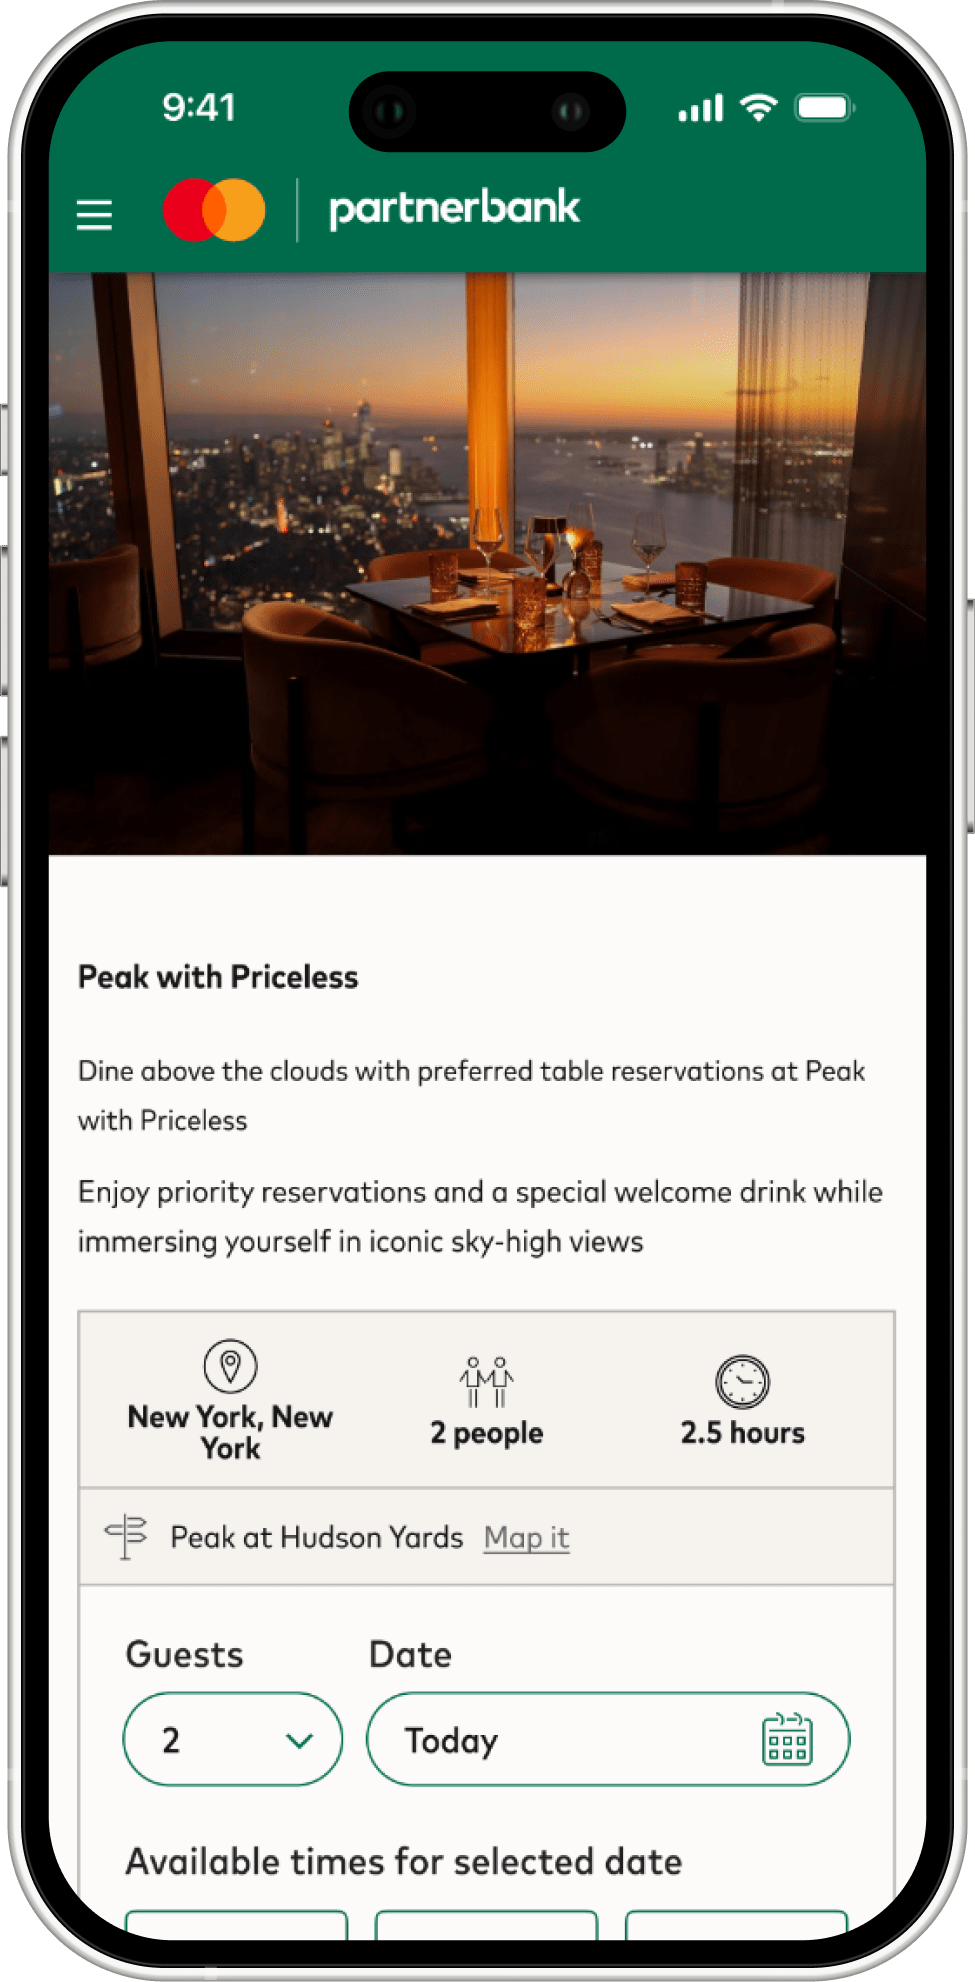 9:41
partnerbank
Peak with Priceless
Dine above the clouds with preferred table reservations at Peak
with Priceless
Enjoy priority reservations and a special welcome drink while
immersing yourself in iconic sky-high views
New York, New
York
2 people
2.5 hours
Peak at Hudson Yards Map it
Guests
Date
2
Today
Available times for selected date